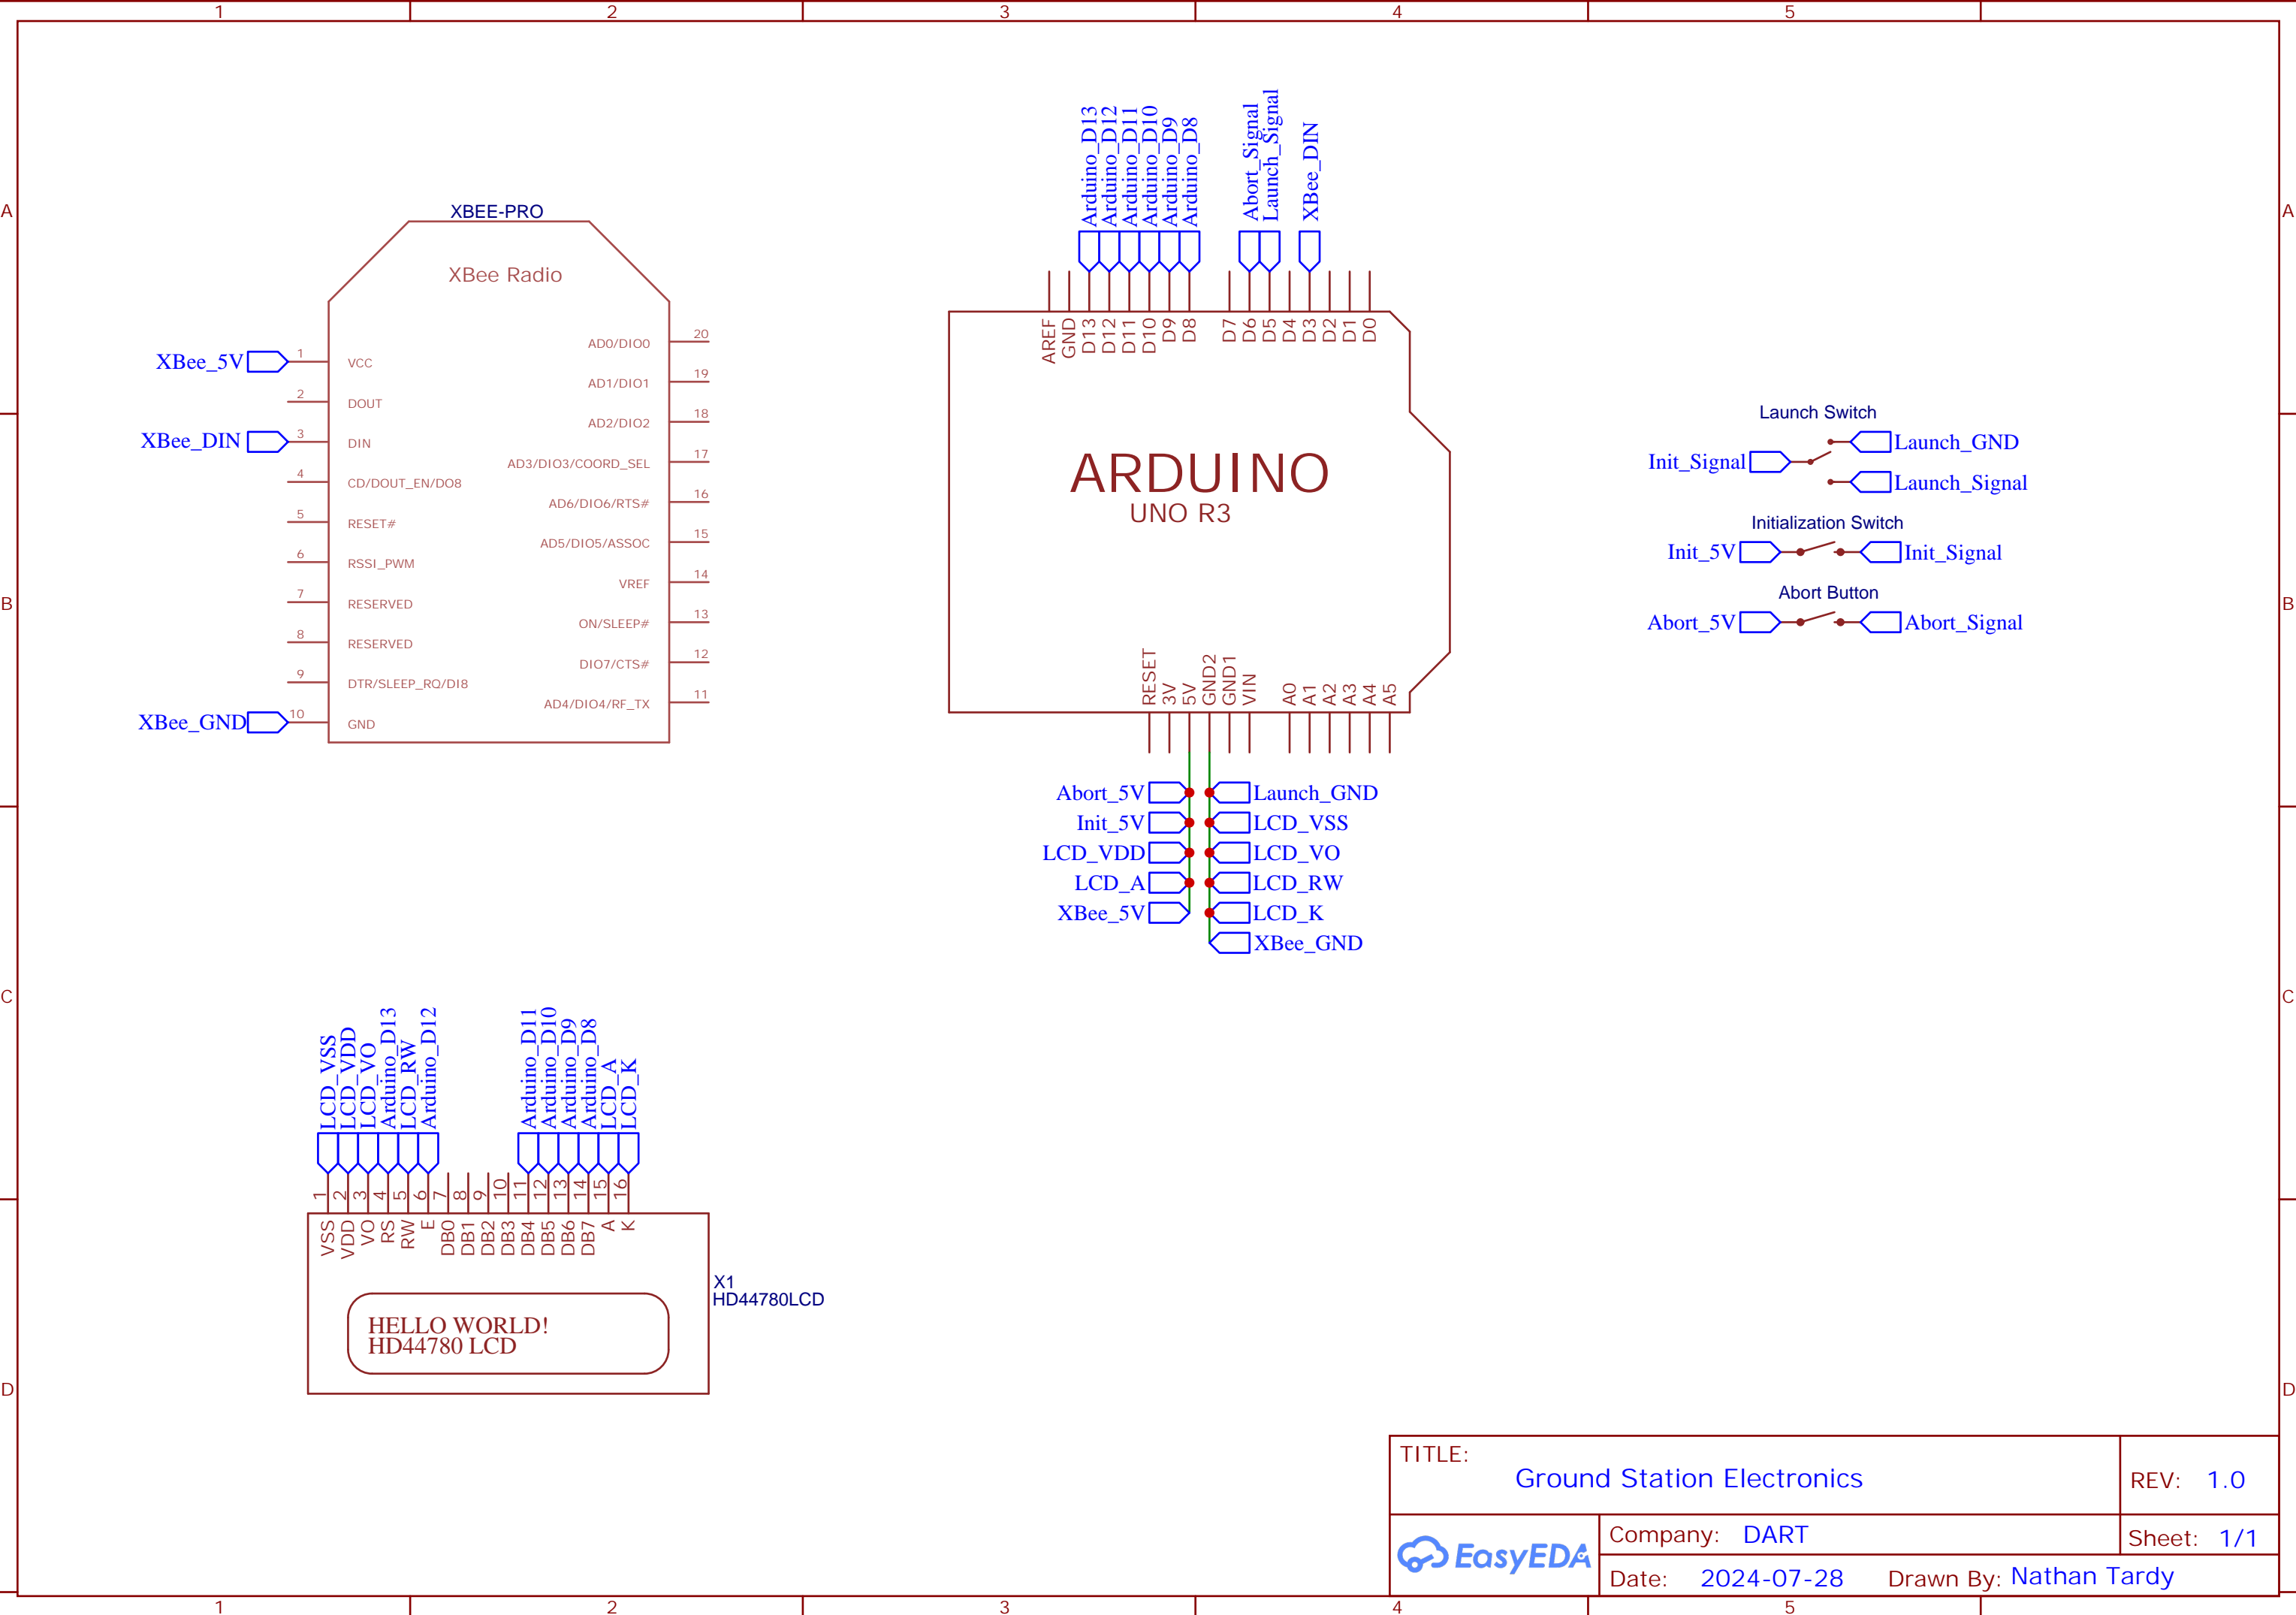 1
2
3
4
5
A
B
C
D
A
B
C
D
1
2
3
4
5
XBEE-PRO
XBee Radio
XBee_5V
1
VCC
2
DOUT
XBee_DIN
3
DIN
4
CD/DOUT_EN/DO8
5
RESET#
6
RSSI_PWM
7
RESERVED
8
RESERVED
9
DTR/SLEEP_RQ/DI8
XBee_GND
10
GND
AD0/DIO0
20
AD1/DIO1
19
AD2/DIO2
18
AD3/DIO3/COORD_SEL
17
AD6/DIO6/RTS#
16
AD5/DIO5/ASSOC
15
VREF
14
ON/SLEEP#
13
DIO7/CTS#
12
AD4/DIO4/RF_TX
11
Arduino_D13
Arduino_D12
Arduino_D11
Arduino_D10
Arduino_D9
Arduino_D8
Abort_Signal
Launch_Signal
XBee_DIN
AREF
GND
D13
D12
D11
D10
D9
D8
D7
D6
D5
D4
D3
D2
D1
D0
ARDUINO
UNO R3
RESET
3V
5V
GND2
GND1
VIN
A0
A1
A2
A3
A4
A5
Abort_5V
Launch_GND
Init_5V
LCD_VSS
LCD_VDD
LCD_VO
LCD_A
LCD_RW
XBee_5V
LCD_K
XBee_GND
Launch Switch
Init_Signal
Launch_GND
Launch_Signal
Initialization Switch
Init_5V
Init_Signal
Abort Button
Abort_5V
Abort_Signal
LCD_VSS
LCD_VDD
LCD_VO
Arduino_D13
LCD_RW
Arduino_D12
Arduino_D11
Arduino_D10
Arduino_D9
Arduino_D8
LCD_A
LCD_K
1
2
3
4
5
6
7
8
9
10
11
12
13
14
15
16
VSS
VDD
VO
RS
RW
E
DB0
DB1
DB2
DB3
DB4
DB5
DB6
DB7
A
K
X1
HD44780LCD
HELLO WORLD!
HD44780 LCD
TITLE:
Ground Station Electronics
REV: 1.0
EasyEDA
Company: DART
Sheet: 1/1
Date: 2024-07-28
Drawn By: Nathan Tardy